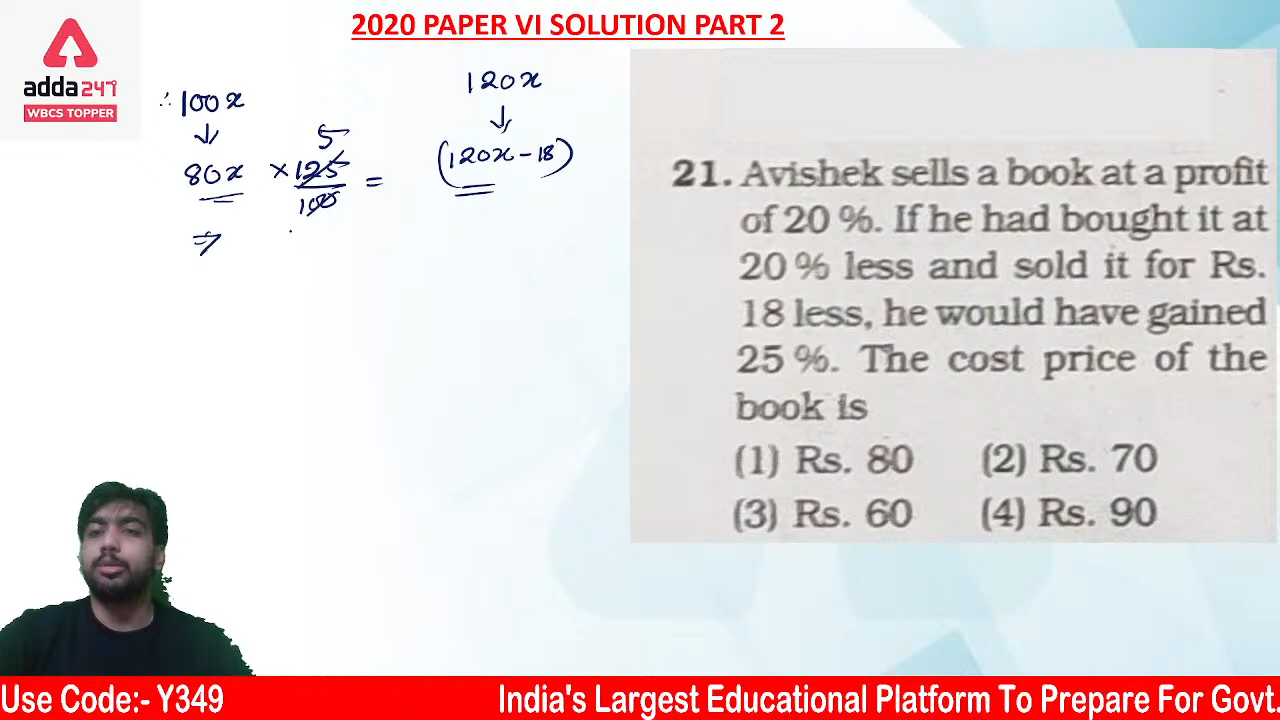 2020 PAPER VI SOLUTION PART 2
adda247
WBCS TOPPER
∴ 100x
↓
80x × 125/100 =
5
⇒
120x
↓
(120x - 18)
21. Avishek sells a book at a profit
of 20 %. If he had bought it at
20 % less and sold it for Rs.
18 less, he would have gained
25 %. The cost price of the
book is
(1) Rs. 80 (2) Rs. 70
(3) Rs. 60 (4) Rs. 90
Use Code:- Y349
India's Largest Educational Platform To Prepare For Govt.